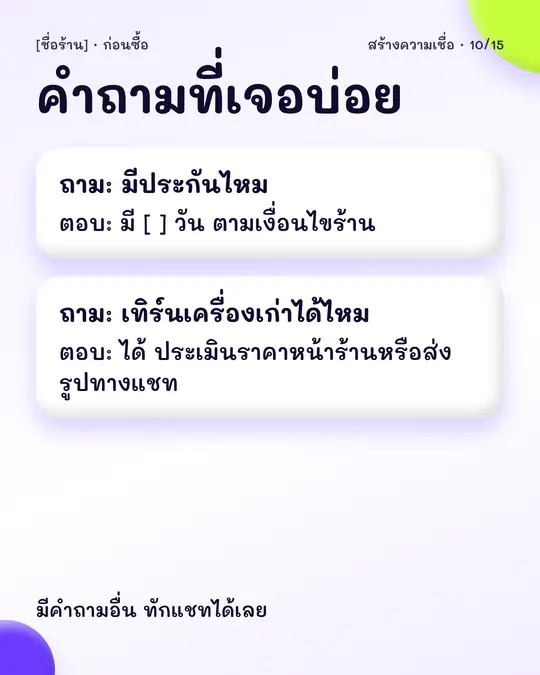 [ชื่อร้าน] · ก่อนซื้อ
สร้างความเชื่อ · 10/15
คำถามที่เจอบ่อย
ถาม: มีประกันไหม
ตอบ: มี [ ] วัน ตามเงื่อนไขร้าน
ถาม: เทิร์นเครื่องเก่าได้ไหม
ตอบ: ได้ ประเมินราคาหน้าร้านหรือส่ง
รูปทางแชท
มีคำถามอื่น ทักแชทได้เลย